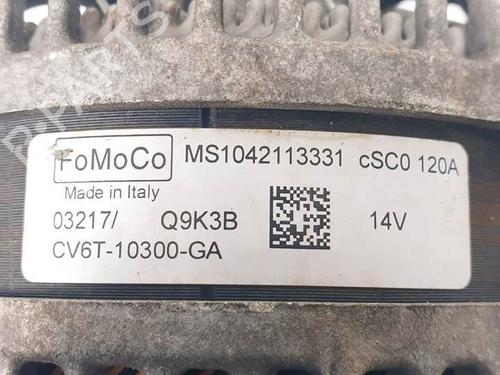 FoMoCo MS1042113331 cSC0 120A
Made in Italy
03217/ Q9K3B 14V
CV6T-10300-GA